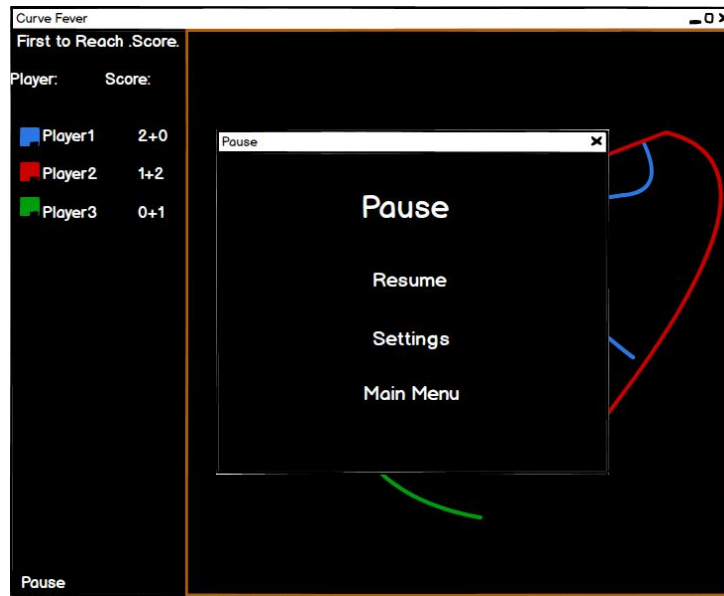 Curve Fever
First to Reach .Score.
Player: Score:
Player1 2+0
Player2 1+2
Player3 0+1
Pause
Pause
Resume
Settings
Main Menu
Pause